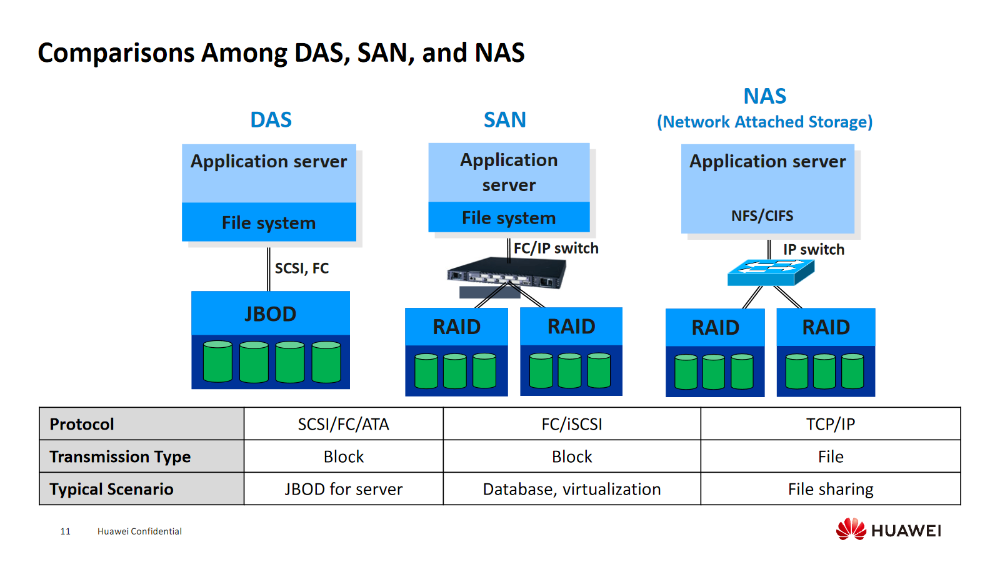 Comparisons Among DAS, SAN, and NAS
DAS
Application server
File system
SCSI, FC
JBOD
SAN
Application
server
File system
FC/IP switch
RAID
RAID
NAS
(Network Attached Storage)
Application server
NFS/CIFS
IP switch
RAID
RAID
Protocol SCSI/FC/ATA FC/iSCSI TCP/IP
Transmission Type Block Block File
Typical Scenario JBOD for server Database, virtualization File sharing
11 Huawei Confidential
HUAWEI